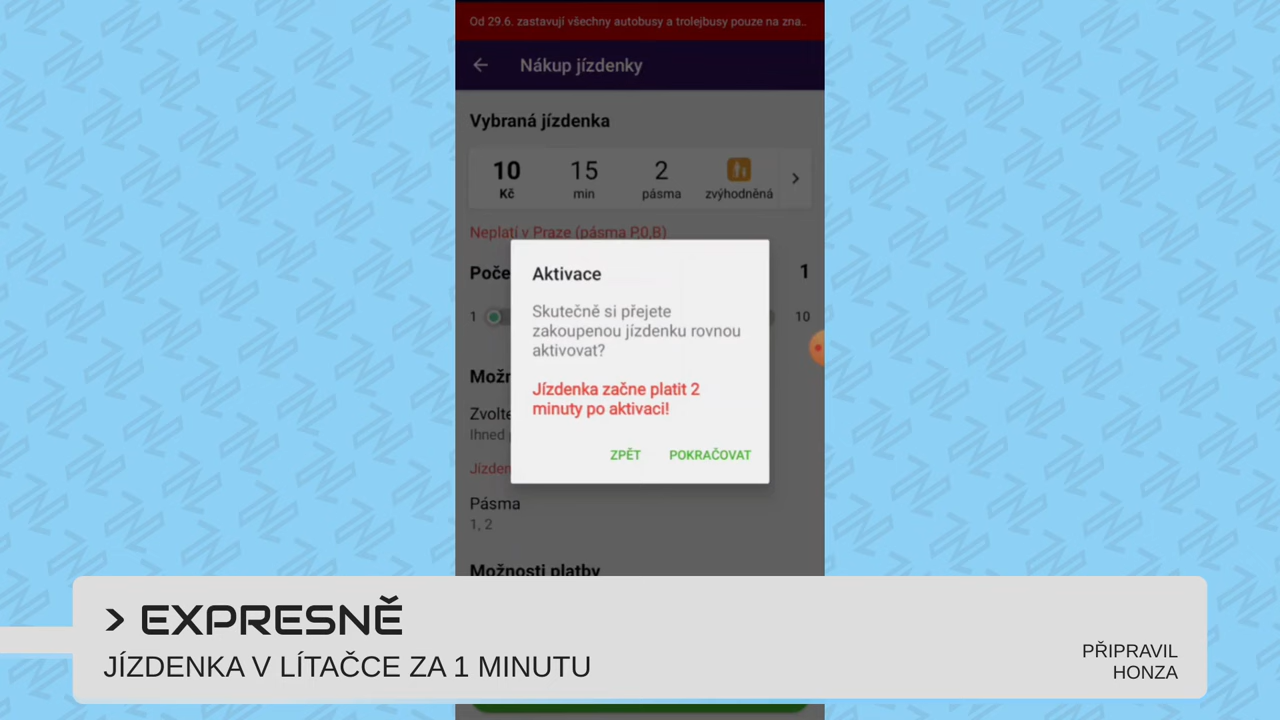 Od 29.6. zastavují všechny autobusy a trolejbusy pouze na zna..
Nákup jízdenky
Vybraná jízdenka
10 15 2
Kč min pásma zvýhodněná
Neplatí v Praze (pásma P,0,B)
Poče 1
1 10
Aktivace
Skutečně si přejete
zakoupenou jízdenku rovnou
aktivovat?
Jízdenka začne platit 2
minuty po aktivaci!
ZPĚT POKRAČOVAT
Možn
Zvolte
Ihned
Jízden
Pásma
1, 2
Možnosti platby
> EXPRESNĚ
JÍZDENKA V LÍTAČCE ZA 1 MINUTU
PŘIPRAVIL
HONZA